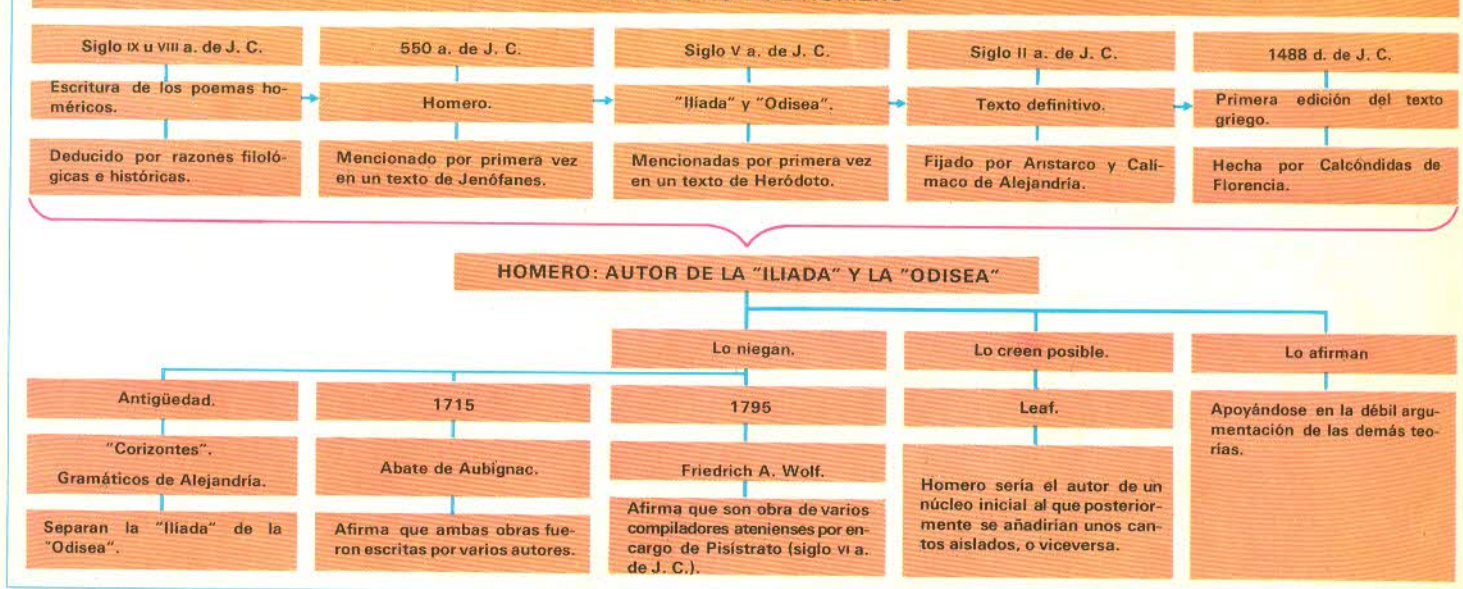 HOMERO
Siglo IX u VIII a. de J. C.
Escritura de los poemas ho-
méricos.
Deducido por razones filoló-
gicas e históricas.
550 a. de J. C.
Homero.
Mencionado por primera vez
en un texto de Jenófanes.
Siglo V a. de J. C.
"Ilíada" y "Odisea".
Mencionadas por primera vez
en un texto de Heródoto.
Siglo II a. de J. C.
Texto definitivo.
Fijado por Aristarco y Calí-
maco de Alejandría.
1488 d. de J. C.
Primera edición del texto
griego.
Hecha por Calcóndidas de
Florencia.
HOMERO: AUTOR DE LA "ILIADA" Y LA "ODISEA"
Lo niegan.
Antigüedad.
"Corizontes".
Gramáticos de Alejandría.
Separan la "Ilíada" de la
"Odisea".
1715
Abate de Aubignac.
Afirma que ambas obras fue-
ron escritas por varios autores.
1795
Friedrich A. Wolf.
Afirma que son obra de varios
compiladores atenienses por en-
cargo de Pisístrato (siglo VI a.
de J. C.).
Lo creen posible.
Leaf.
Homero sería el autor de un
núcleo inicial al que posterior-
mente se añadirían unos can-
tos aislados, o viceversa.
Lo afirman
Apoyándose en la débil argu-
mentación de las demás teo-
rías.